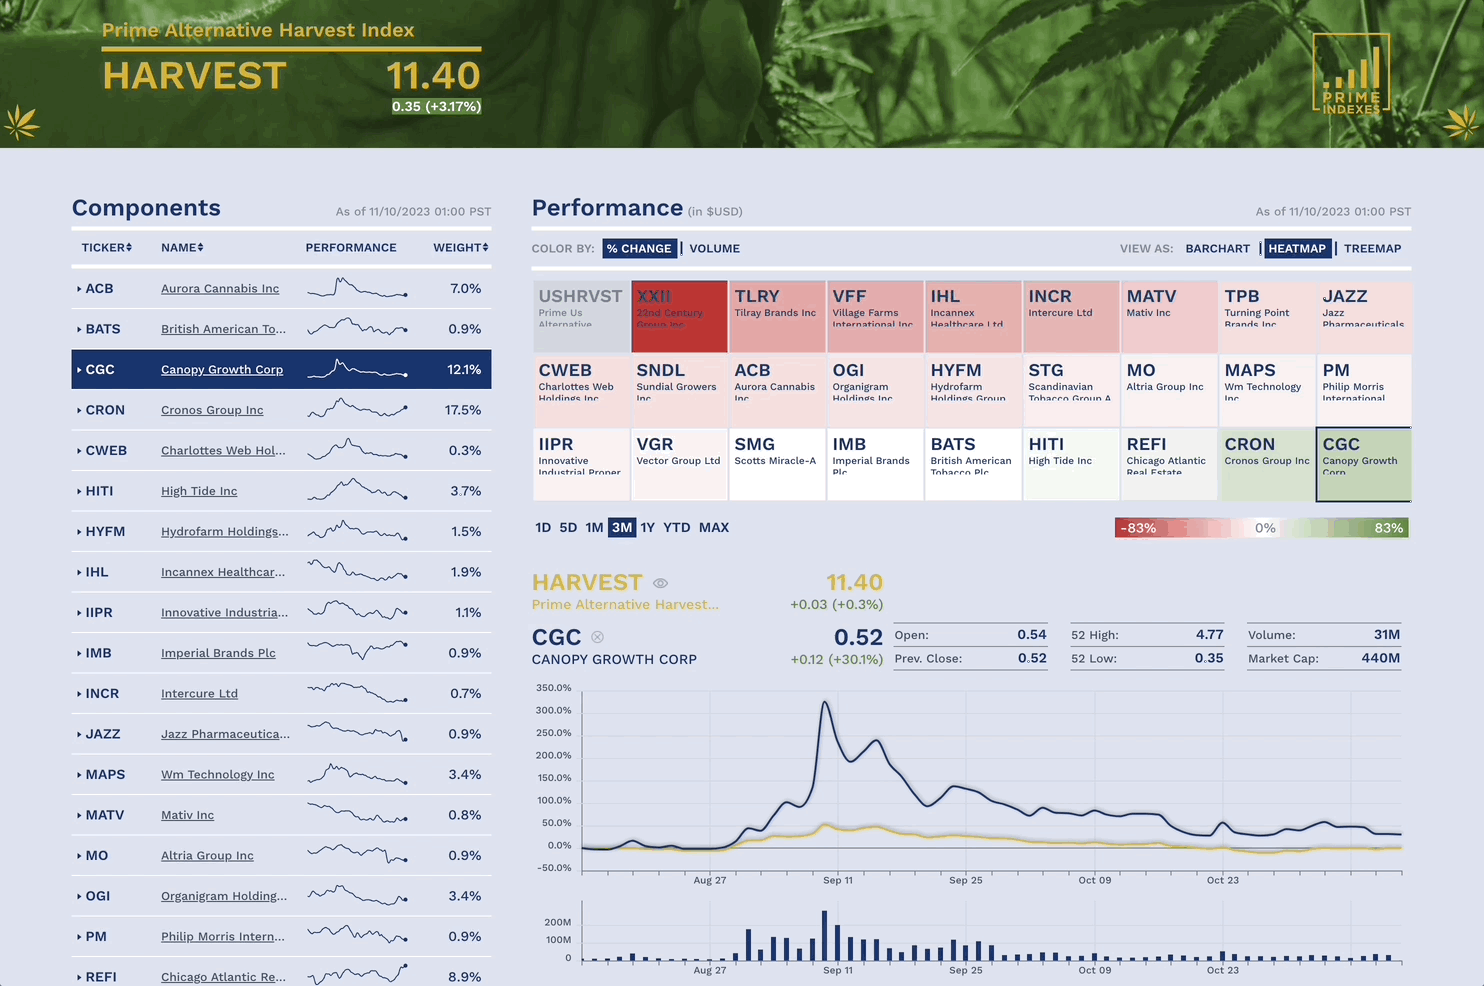 Prime Alternative Harvest Index
HARVEST 11.40
0.35 (+3.17%)
PRIME
INDEXES
Components As of 11/10/2023 01:00 PST
TICKER NAME PERFORMANCE WEIGHT
ACB Aurora Cannabis Inc 7.0%
BATS British American To... 0.9%
CGC Canopy Growth Corp 12.1%
CRON Cronos Group Inc 17.5%
CWEB Charlottes Web Hol... 0.3%
HITI High Tide Inc 3.7%
HYFM Hydrofarm Holdings... 1.5%
IHL Incannex Healthcar... 1.9%
IIPR Innovative Industria... 1.1%
IMB Imperial Brands Plc 0.9%
INCR Intercure Ltd 0.7%
JAZZ Jazz Pharmaceutica... 0.9%
MAPS Wm Technology Inc 3.4%
MATV Mativ Inc 0.8%
MO Altria Group Inc 0.9%
OGI Organigram Holding... 3.4%
PM Philip Morris Intern... 0.9%
REFI Chicago Atlantic Re... 8.9%
Performance (in $USD) As of 11/10/2023 01:00 PST
COLOR BY: % CHANGE | VOLUME VIEW AS: BARCHART | HEATMAP | TREEMAP
USHRVST XXII TLRY VFF IHL INCR MATV TPB JAZZ
Prime Us 22nd Century Tilray Brands Inc Village Farms Incannex Intercure Ltd Mativ Inc Turning Point Jazz
Alternative Group Inc International Inc Healthcare Ltd Brands Inc Pharmaceuticals
CWEB SNDL ACB OGI HYFM STG MO MAPS PM
Charlottes Web Sundial Growers Aurora Cannabis Organigram Hydrofarm Scandinavian Altria Group Inc Wm Technology Philip Morris
Holdings Inc Inc Inc Holdings Inc Holdings Group Tobacco Group A Inc International
IIPR VGR SMG IMB BATS HITI REFI CRON CGC
Innovative Vector Group Ltd Scotts Miracle-A Imperial Brands British American High Tide Inc Chicago Atlantic Cronos Group Inc Canopy Growth
Industrial Proper Plc Tobacco Plc Real Estate Corp
1D 5D 1M 3M 1Y YTD MAX -83% 0% 83%
HARVEST 11.40
Prime Alternative Harvest... +0.03 (+0.3%)
CGC 0.52 Open: 0.54 52 High: 4.77 Volume: 31M
CANOPY GROWTH CORP +0.12 (+30.1%) Prev. Close: 0.52 52 Low: 0.35 Market Cap: 440M
350.0%
300.0%
250.0%
200.0%
150.0%
100.0%
50.0%
0.0%
-50.0%
Aug 27 Sep 11 Sep 25 Oct 09 Oct 23
200M
100M
0
Aug 27 Sep 11 Sep 25 Oct 09 Oct 23